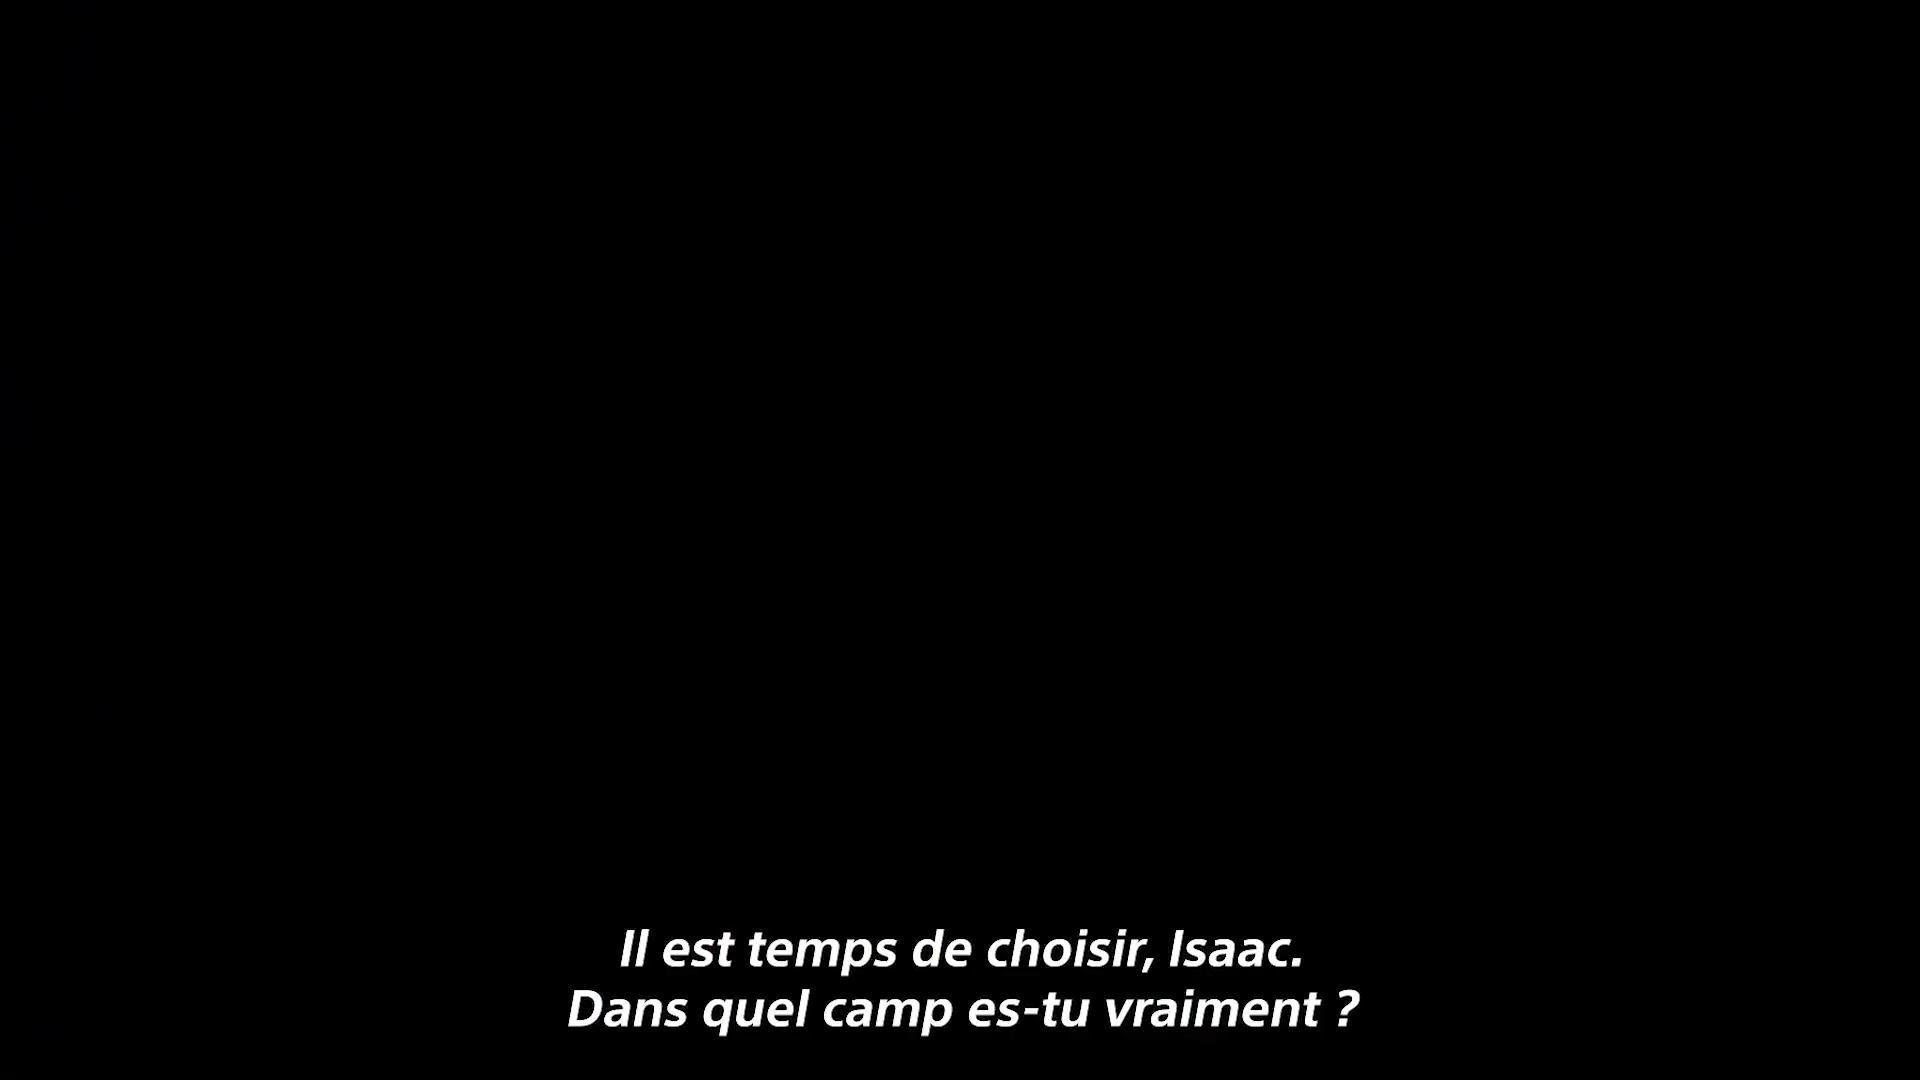 Il est temps de choisir, Isaac.
Dans quel camp es-tu vraiment ?